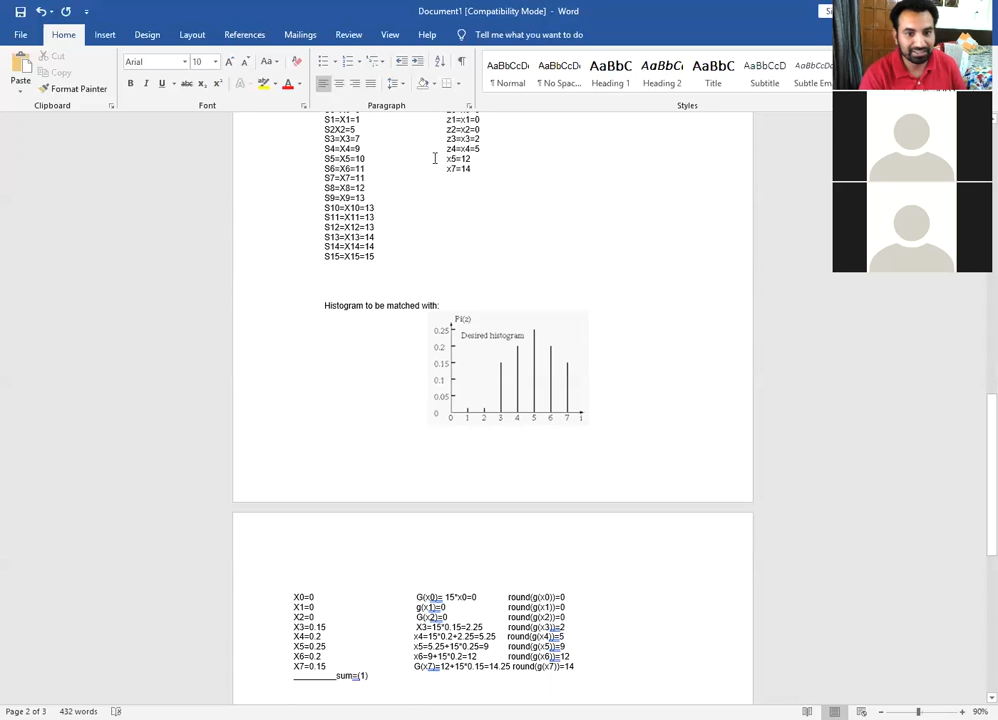 Document1 [Compatibility Mode] - Word
File Home Insert Design Layout References Mailings Review View Help Tell me what you want to do
Paste
Cut
Copy
Format Painter
Clipboard
Arial 10
Font
Paragraph
AaBbCcDc AaBbCcDc AaBbC AaBbCc AaBbC AaBbCcD AaBbCcDc
¶ Normal ¶ No Spac... Heading 1 Heading 2 Title Subtitle Subtle Em
Styles
S1=X1=1 z1=x1=0
S2X2=5 z2=x2=0
S3=X3=7 z3=x3=2
S4=X4=9 z4=x4=5
S5=X5=10 x5=12
S6=X6=11 x7=14
S7=X7=11
S8=X8=12
S9=X9=13
S10=X10=13
S11=X11=13
S12=X12=13
S13=X13=14
S14=X14=14
S15=X15=15
Histogram to be matched with:
Pi(z)
Desired histogram
0.25
0.2
0.15
0.1
0.05
0
0 1 2 3 4 5 6 7 i
X0=0 G(x0)= 15*x0=0 round(g(x0))=0
X1=0 g(x1)=0 round(g(x1))=0
X2=0 G(x2)=0 round(g(x2))=0
X3=0.15 X3=15*0.15=2.25 round(g(x3))=2
X4=0.2 x4=15*0.2+2.25=5.25 round(g(x4))=5
X5=0.25 x5=5.25+15*0.25=9 round(g(x5))=9
X6=0.2 x6=9+15*0.2=12 round(g(x6))=12
X7=0.15 G(x7)=12+15*0.15=14.25 round(g(x7))=14
________sum=(1)
Page 2 of 3 432 words 90%